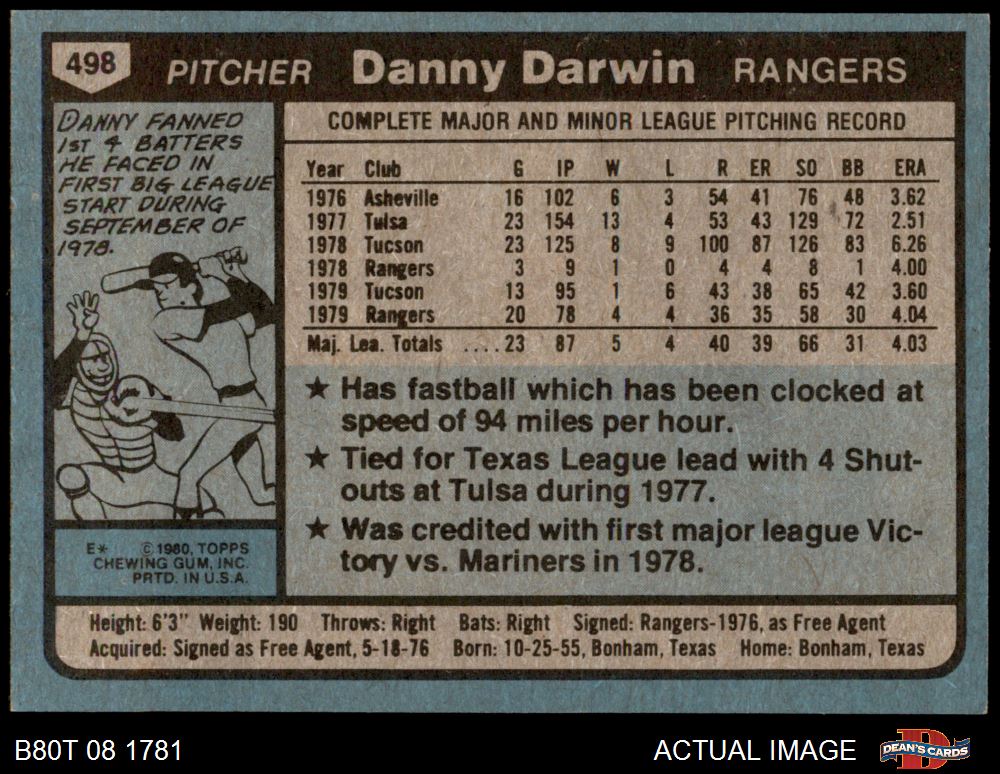 498 PITCHER Danny Darwin RANGERS
DANNY FANNED
1ST 4 BATTERS
HE FACED IN
FIRST BIG LEAGUE
START DURING
SEPTEMBER OF
1978.
COMPLETE MAJOR AND MINOR LEAGUE PITCHING RECORD
Year Club G IP W L R ER SO BB ERA
1976 Asheville 16 102 6 3 54 41 76 48 3.62
1977 Tulsa 23 154 13 4 53 43 129 72 2.51
1978 Tucson 23 125 8 9 100 87 126 83 6.26
1978 Rangers 3 9 1 0 4 4 8 1 4.00
1979 Tucson 13 95 1 6 43 38 65 42 3.60
1979 Rangers 20 78 4 4 36 35 58 30 4.04
Maj. Lea. Totals ....23 87 5 4 40 39 66 31 4.03
★ Has fastball which has been clocked at
speed of 94 miles per hour.
★ Tied for Texas League lead with 4 Shut-
outs at Tulsa during 1977.
★ Was credited with first major league Vic-
tory vs. Mariners in 1978.
E* © 1980, TOPPS
CHEWING GUM, INC.
PRTD. IN U.S.A.
Height: 6'3" Weight: 190 Throws: Right Bats: Right Signed: Rangers-1976, as Free Agent
Acquired: Signed as Free Agent, 5-18-76 Born: 10-25-55, Bonham, Texas Home: Bonham, Texas
B80T 08 1781 ACTUAL IMAGE DEAN'S CARDS